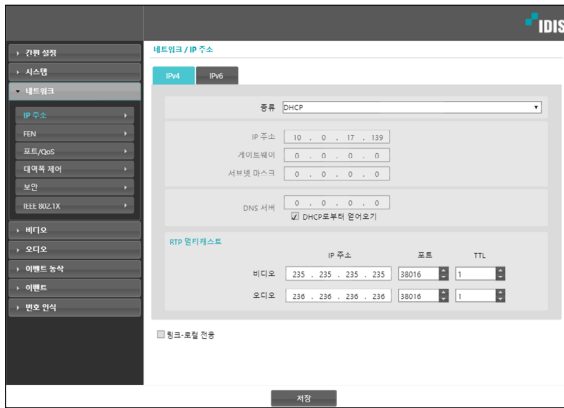 IDIS
간편 설정
시스템
네트워크
IP 주소
FEN
포트/QoS
대역폭 제어
보안
IEEE 802.1X
비디오
오디오
이벤트 동작
이벤트
번호 인식
네트워크 / IP 주소
IPv4 IPv6
종류 DHCP
IP 주소 10 . 0 . 17 . 139
게이트웨이 0 . 0 . 0 . 0
서브넷 마스크 0 . 0 . 0 . 0
DNS 서버 0 . 0 . 0 . 0
DHCP로부터 얻어오기
RTP 멀티캐스트
IP 주소 포트 TTL
비디오 235 . 235 . 235 . 235 38016 1
오디오 236 . 236 . 236 . 236 38016 1
링크-로컬 전용
저장